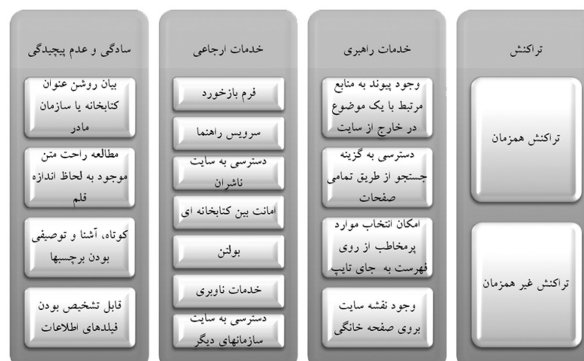 تراکنش
تراکنش همزمان
تراکنش غیر همزمان
خدمات راهبری
وجود پیوند به منابع
مرتبط با یک موضوع
در خارج از سایت
دسترسی به گزینه
جستجو از طریق تمامی
صفحات
امکان انتخاب موارد
پرمخاطب از روی
فهرست به جای تایپ
وجود نقشه سایت
بروی صفحه خانگی
خدمات ارجاعی
فرم بازخورد
سرویس راهنما
دسترسی به سایت
ناشران
امانت بین کتابخانه ای
بولتن
خدمات ناوبری
دسترسی به سایت
سازمانهای دیگر
سادگی و عدم پیچیدگی
بیان روشن عنوان
کتابخانه یا سازمان
مادر
مطالعه راحت متن
موجود به لحاظ اندازه
قلم
کوتاه، آشنا و توصیفی
بودن برچسبها
قابل تشخیص بودن
فیلدهای اطلاعات